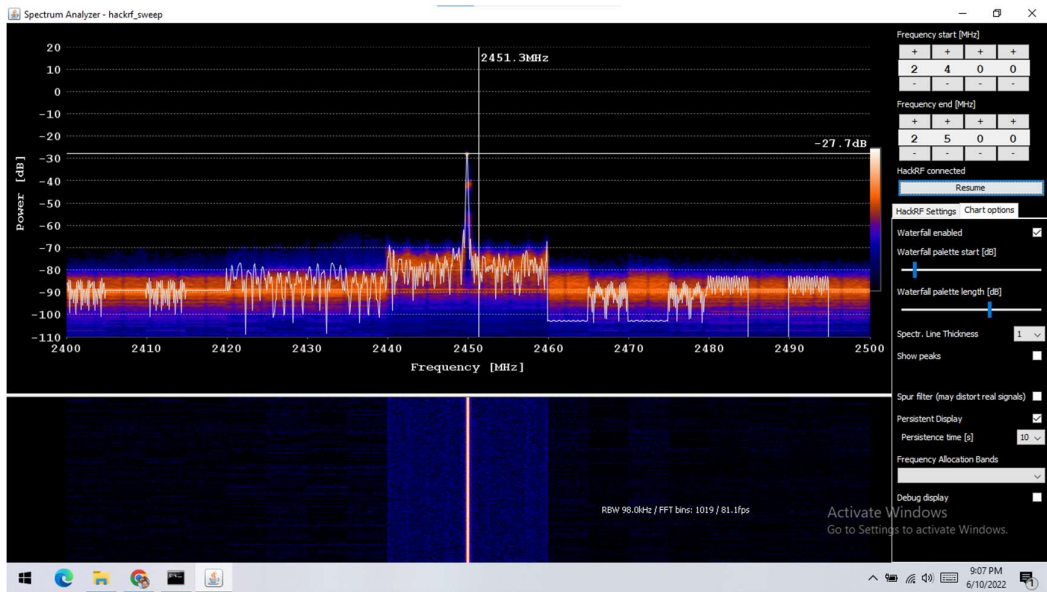 Spectrum Analyzer - hackrf_sweep
20
10
0
-10
-20
-30
-40
-50
-60
-70
-80
-90
-100
-110
Power [dB]
2451.3MHz
-27.7dB
2400 2410 2420 2430 2440 2450 2460 2470 2480 2490 2500
Frequency [MHz]
RBW 98.0kHz / FFT bins: 1019 / 81.1fps
Frequency start [MHz]
+ + + +
2 4 0 0
- - - -
Frequency end [MHz]
+ + + +
2 5 0 0
- - - -
HackRF connected
Resume
HackRF Settings Chart options
Waterfall enabled
Waterfall palette start [dB]
Waterfall palette length [dB]
Spectr. Line Thickness 1
Show peaks
Spur filter (may distort real signals)
Persistent Display
Persistence time [s] 10
Frequency Allocation Bands
Debug display
Activate Windows
Go to Settings to activate Windows.
9:07 PM
6/10/2022
1